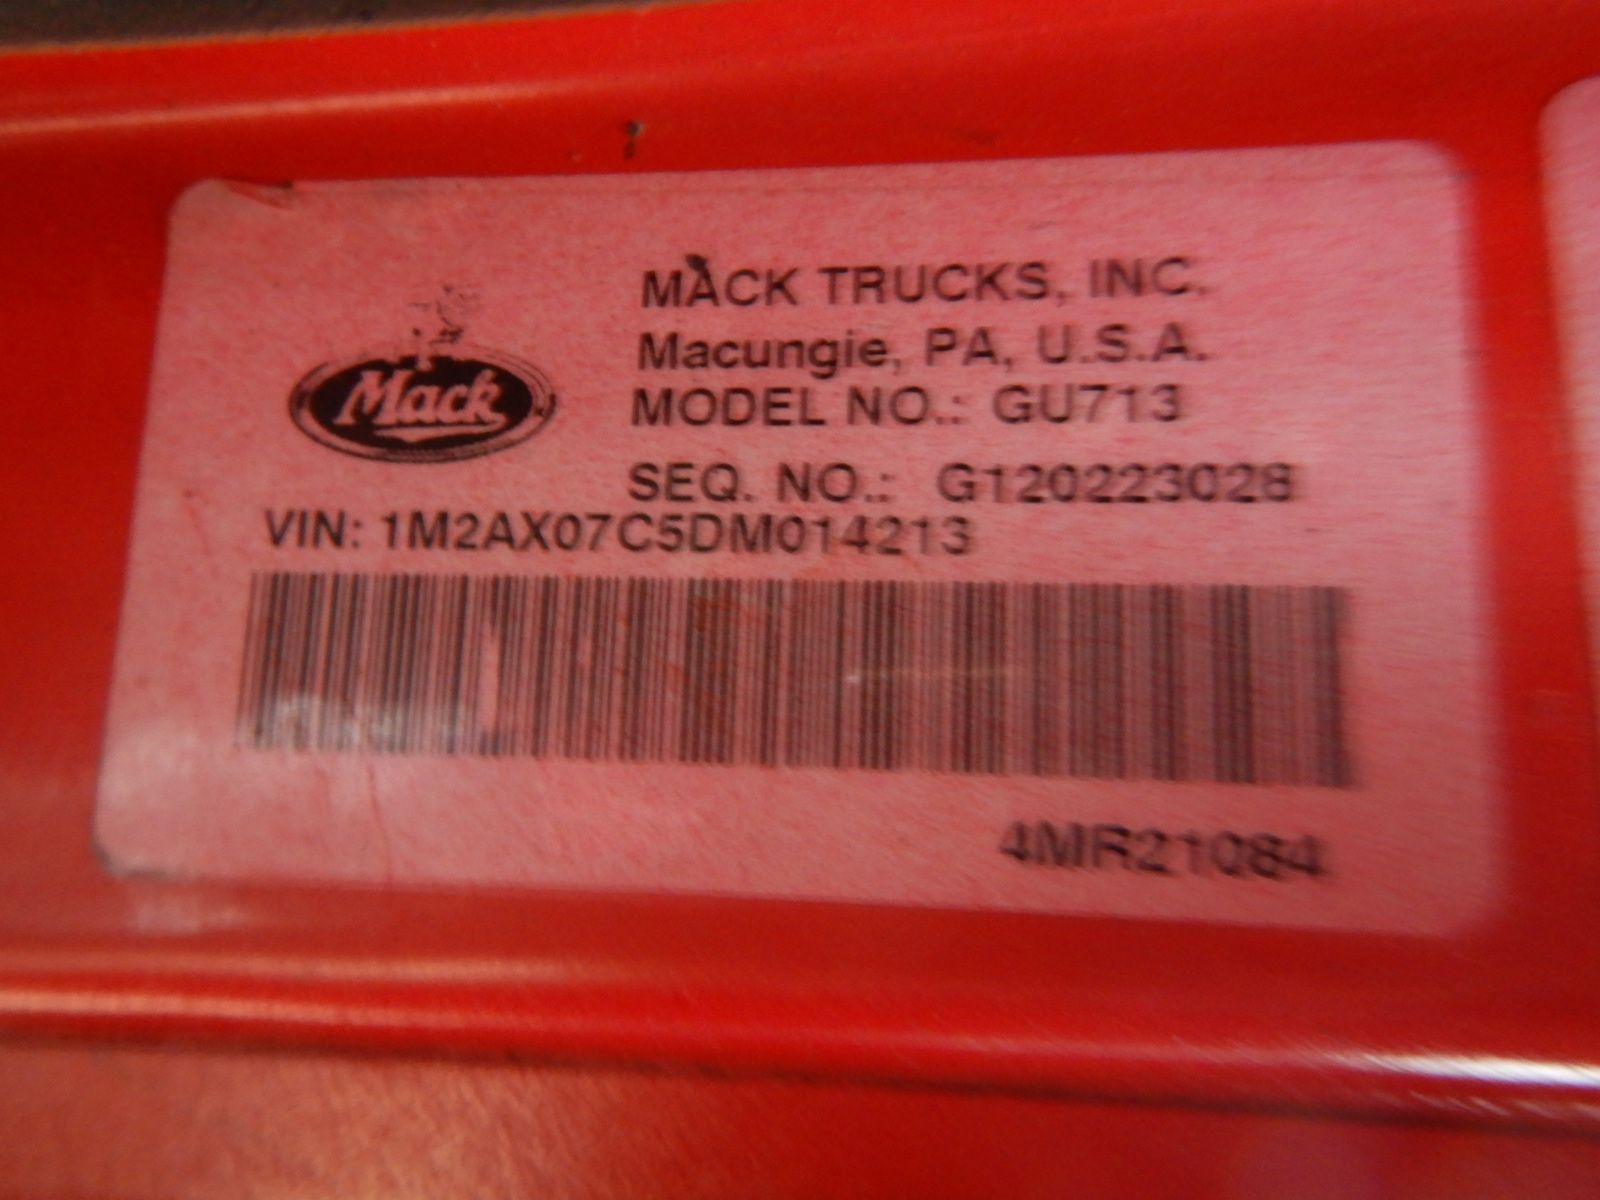 MACK TRUCKS, INC.
Macungie, PA, U.S.A.
Mack
MODEL NO.: GU713
SEQ. NO.: G120223028
VIN: 1M2AX07C5DM014213
4MR21084